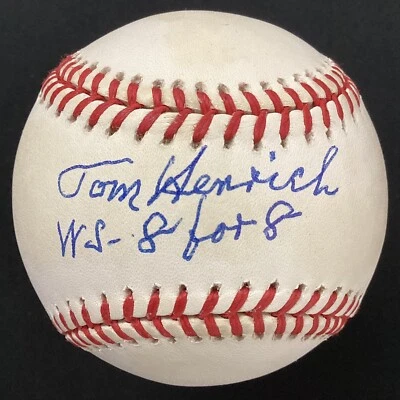 Tom Henrich
WS- 8 for 8